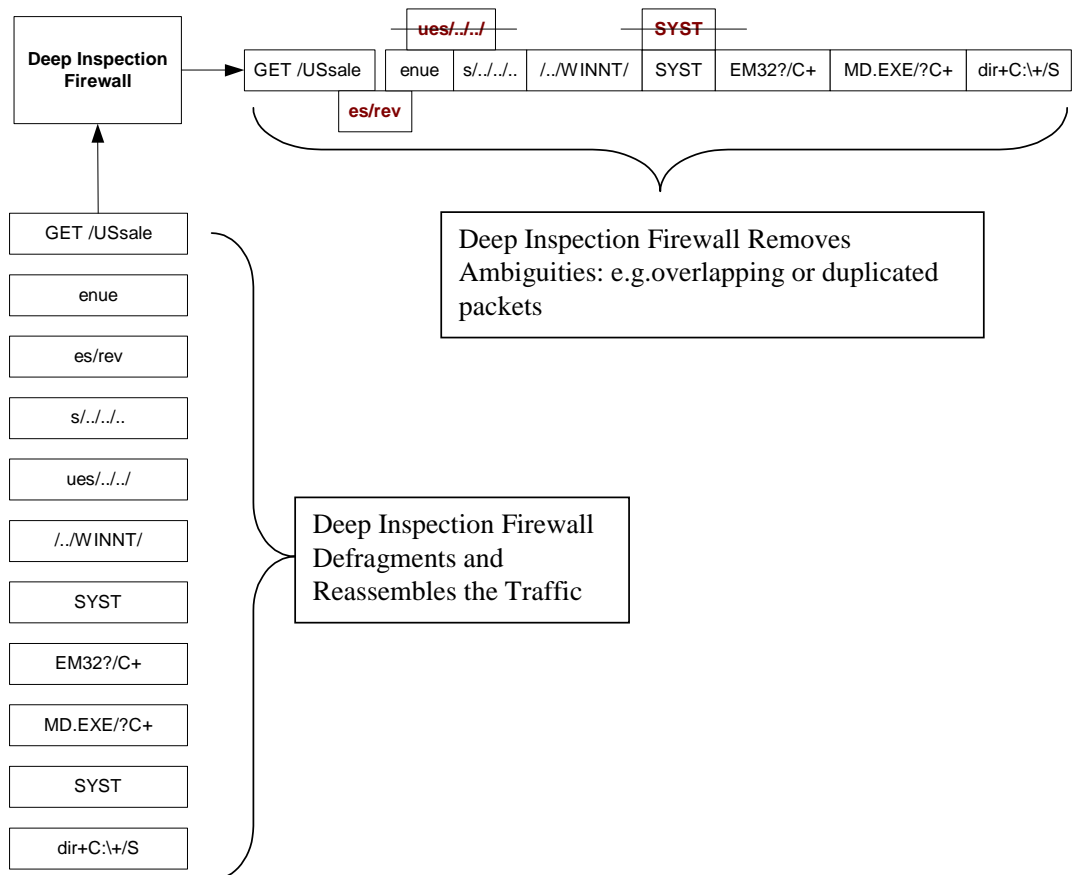 ues/../../
SYST
Deep Inspection
Firewall
GET /USsale
enue
s/../../..
/../WINNT/
SYST
EM32?/C+
MD.EXE/?C+
dir+C:\+/S
es/rev
GET /USsale
Deep Inspection Firewall Removes
Ambiguities: e.g.overlapping or duplicated
packets
enue
es/rev
s/../../..
ues/../../
/../WINNT/
Deep Inspection Firewall
Defragments and
Reassembles the Traffic
SYST
EM32?/C+
MD.EXE/?C+
SYST
dir+C:\+/S